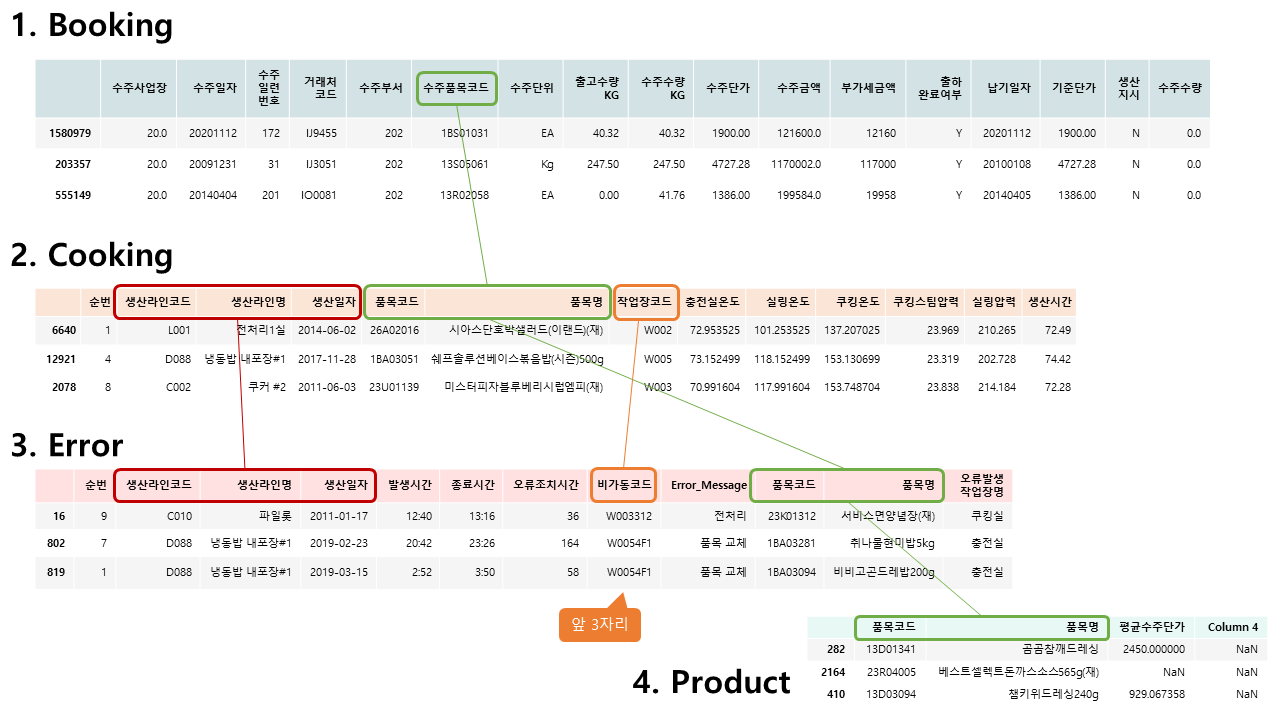 1. Booking
수주사업장 수주일자 수주일련번호 거래처코드 수주부서 수주품목코드 수주단위 출고수량KG 수주수량KG 수주단가 수주금액 부가세금액 출하완료여부 납기일자 기준단가 생산지시 수주수량
1580979 20.0 20201112 172 IJ9455 202 1BS01031 EA 40.32 40.32 1900.00 121600.0 12160 Y 20201112 1900.00 N 0.0
203357 20.0 20091231 31 IJ3051 202 13S05061 Kg 247.50 247.50 4727.28 1170002.0 117000 Y 20100108 4727.28 N 0.0
555149 20.0 20140404 201 IO0081 202 13R02058 EA 0.00 41.76 1386.00 199584.0 19958 Y 20140405 1386.00 N 0.0
2. Cooking
순번 생산라인코드 생산라인명 생산일자 품목코드 품목명 작업장코드 충전실온도 실링온도 쿠킹온도 쿠킹스팀압력 실링압력 생산시간
6640 1 L001 전처리1실 2014-06-02 26A02016 시아스단호박샐러드(이랜드)(재) W002 72.953525 101.253525 137.207025 23.969 210.265 72.49
12921 4 D088 냉동밥 내포장#1 2017-11-28 1BA03051 쉐프솔루션베이스볶음밥(시즌)500g W005 73.152499 118.152499 153.130699 23.319 202.728 74.42
2078 8 C002 쿠커 #2 2011-06-03 23U01139 미스터피자블루베리시럽엠피(재) W003 70.991604 117.991604 153.748704 23.838 214.184 72.28
3. Error
순번 생산라인코드 생산라인명 생산일자 발생시간 종료시간 오류조치시간 비가동코드 Error_Message 품목코드 품목명 오류발생작업장명
16 9 C010 파일롯 2011-01-17 12:40 13:16 36 W003312 전처리 23K01312 서비스면양념장(재) 쿠킹실
802 7 D088 냉동밥 내포장#1 2019-02-23 20:42 23:26 164 W0054F1 품목 교체 1BA03281 취나물현미밥5kg 충전실
819 1 D088 냉동밥 내포장#1 2019-03-15 2:52 3:50 58 W0054F1 품목 교체 1BA03094 비비고곤드레밥200g 충전실
앞 3자리
4. Product
품목코드 품목명 평균수주단가 Column 4
282 13D01341 곰곰참깨드레싱 2450.000000 NaN
2164 23R04005 베스트셀렉트돈까스소스565g(재) NaN NaN
410 13D03094 챔키위드레싱240g 929.067358 NaN